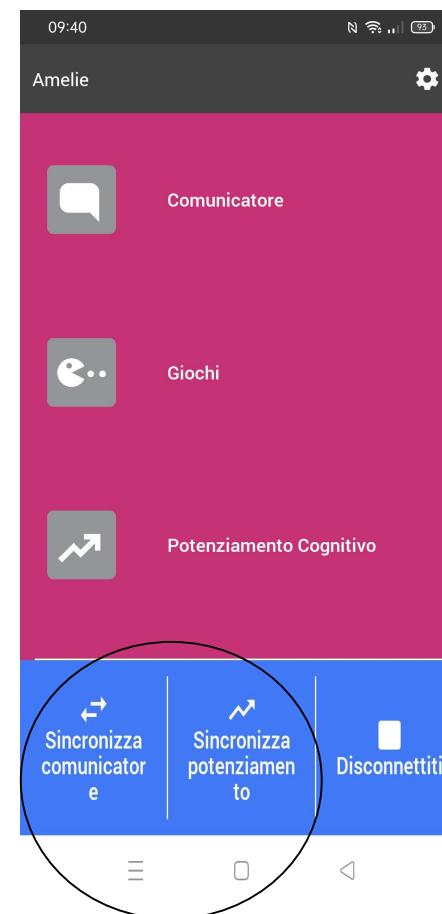 09:40
93
Amelie
Comunicatore
Giochi
Potenziamento Cognitivo
Sincronizza
comunicator
e
Sincronizza
potenziamen
to
Disconnettiti